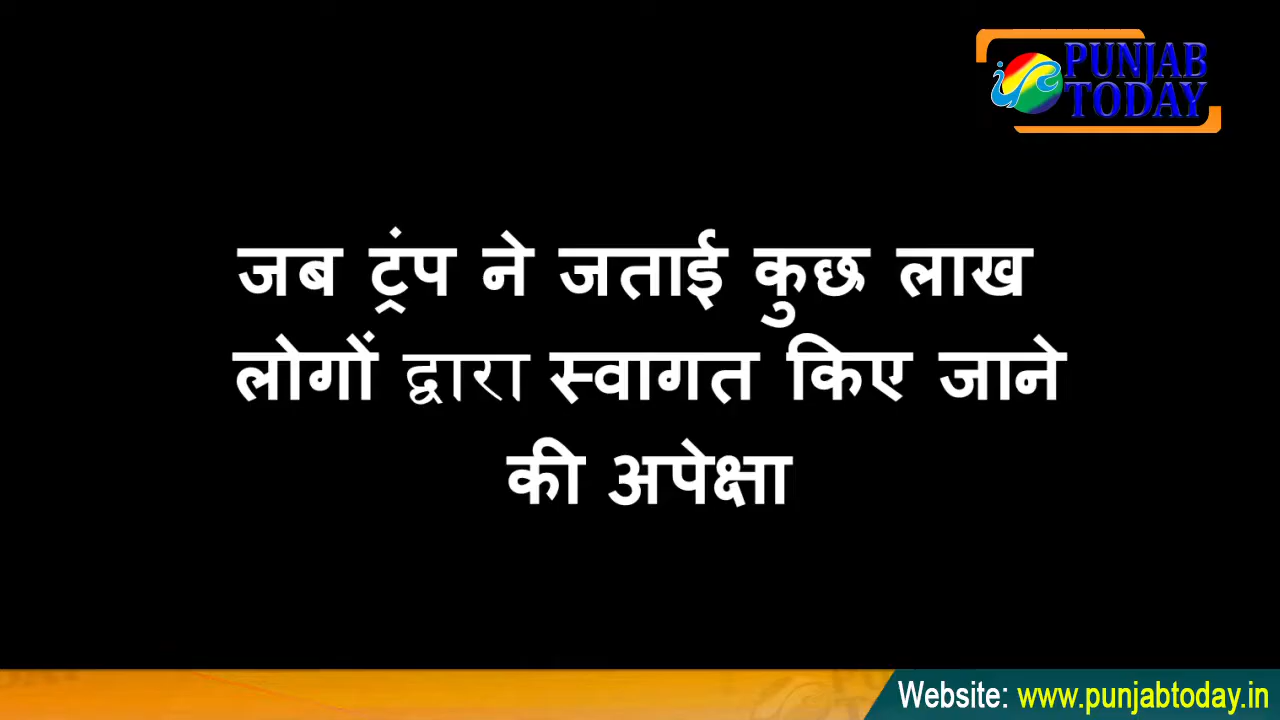 PUNJAB
TODAY
जब ट्रंप ने जताई कुछ लाख
लोगों द्वारा स्वागत किए जाने
की अपेक्षा
Website: www.punjabtoday.in